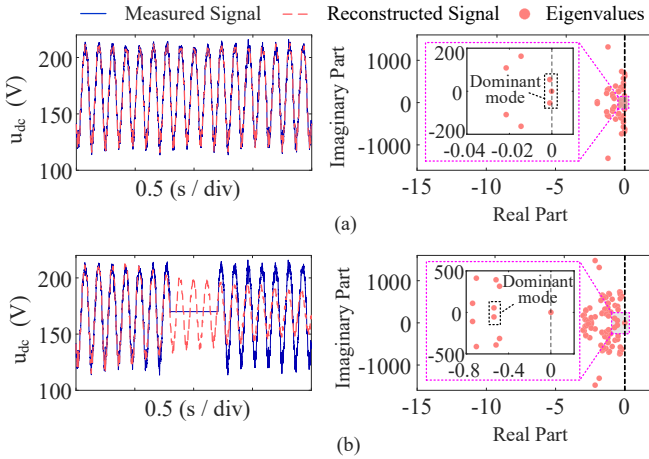 Measured Signal Reconstructed Signal Eigenvalues
200
150
100
u_dc (V)
0.5 (s / div)
1000
0
-1000
Imaginary Part
200
0
-200
-0.04 -0.02 0
Dominant
mode
-15 -10 -5 0
Real Part
(a)
200
150
100
u_dc (V)
0.5 (s / div)
1000
0
-1000
Imaginary Part
500
0
-500
-0.8 -0.4 0
Dominant
mode
-15 -10 -5 0
Real Part
(b)